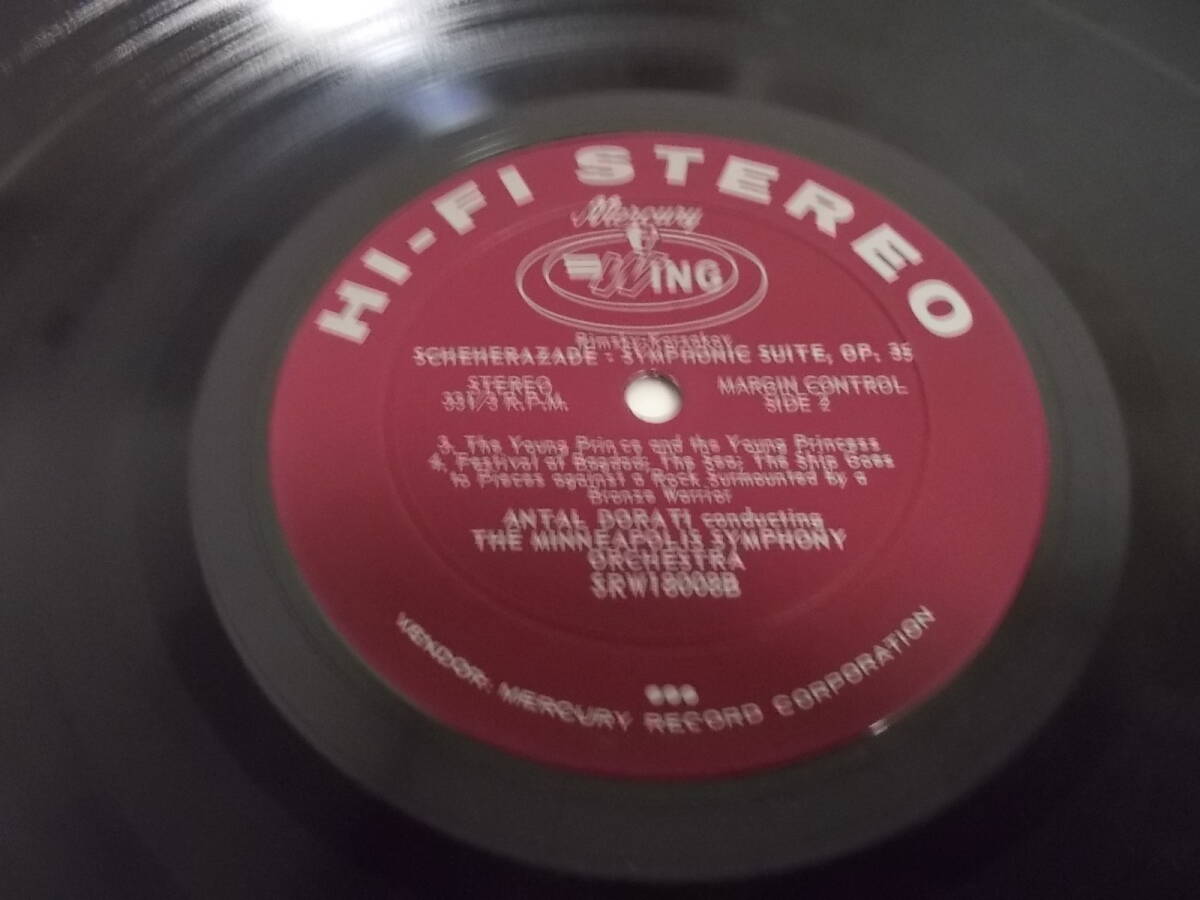 HI-FI STEREO
Mercury
WING
Rimsky-Korsakov
SCHEHERAZADE - SYMPHONIC SUITE, OP. 35
STEREO
33 1/3 R.P.M.
MARGIN CONTROL
SIDE 2
3. The Young Prince and the Young Princess
4. Festival of Bagdad; The Sea; The Ship Goes
to Pieces against a Rock Surmounted by a
Bronze Warrior
ANTAL DORATI conducting
THE MINNEAPOLIS SYMPHONY
ORCHESTRA
SRW18008B
VENDOR: MERCURY RECORD CORPORATION